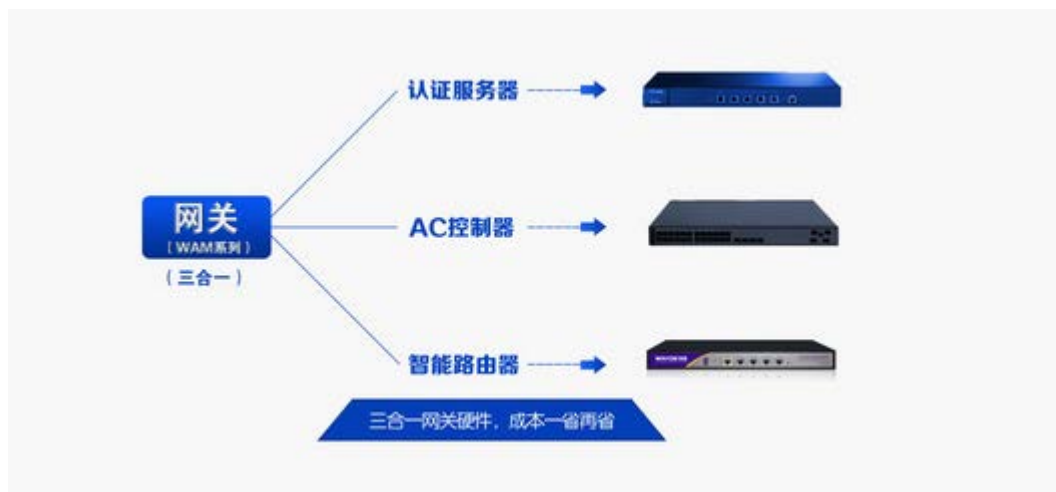 认证服务器
AC控制器
网关
[WAM系列]
(三合一)
智能路由器
三合一网关硬件，成本一省再省